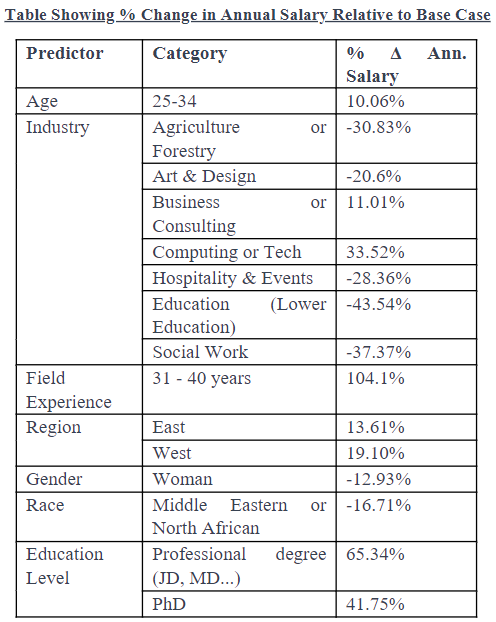 Table Showing % Change in Annual Salary Relative to Base Case
Predictor Category % Δ Ann.
Salary
Age 25-34 10.06%
Industry Agriculture or -30.83%
Forestry
Art & Design -20.6%
Business or 11.01%
Consulting
Computing or Tech 33.52%
Hospitality & Events -28.36%
Education (Lower -43.54%
Education)
Social Work -37.37%
Field 31 - 40 years 104.1%
Experience
Region East 13.61%
West 19.10%
Gender Woman -12.93%
Race Middle Eastern or -16.71%
North African
Education Professional degree 65.34%
Level (JD, MD...)
PhD 41.75%